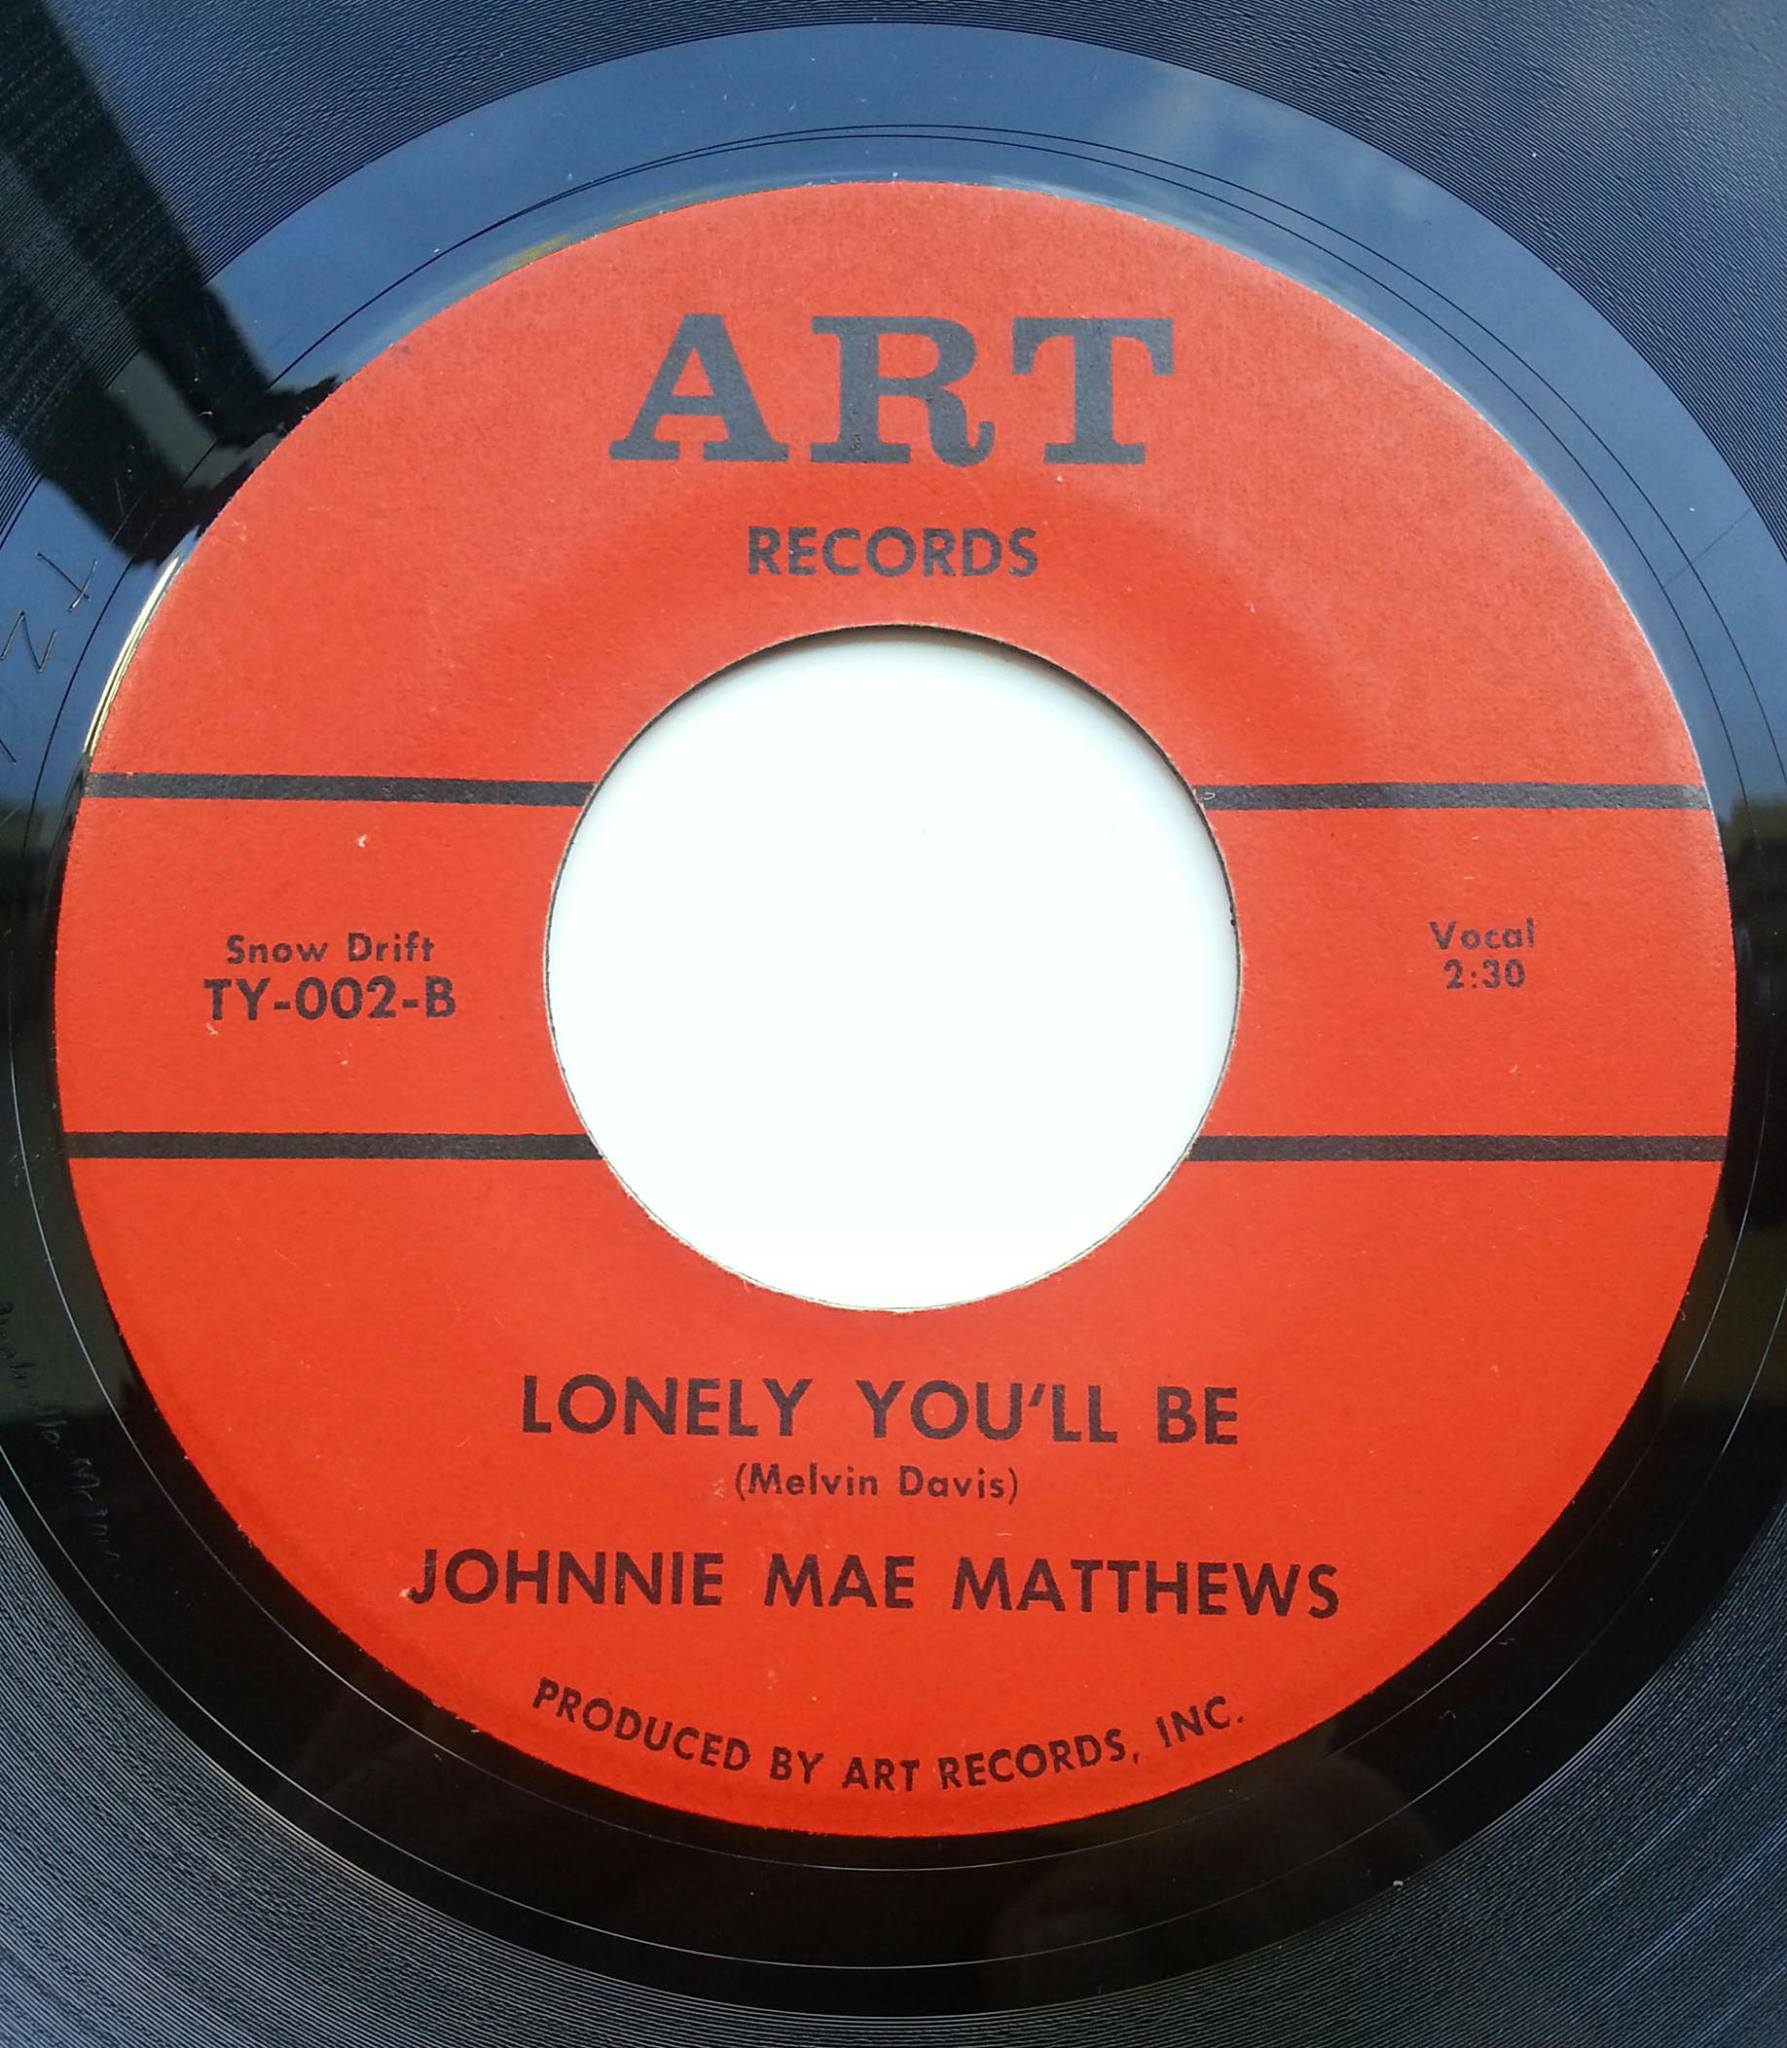 ART
RECORDS
Snow Drift
TY-002-B
Vocal
2:30
LONELY YOU'LL BE
(Melvin Davis)
JOHNNIE MAE MATTHEWS
PRODUCED BY ART RECORDS, INC.